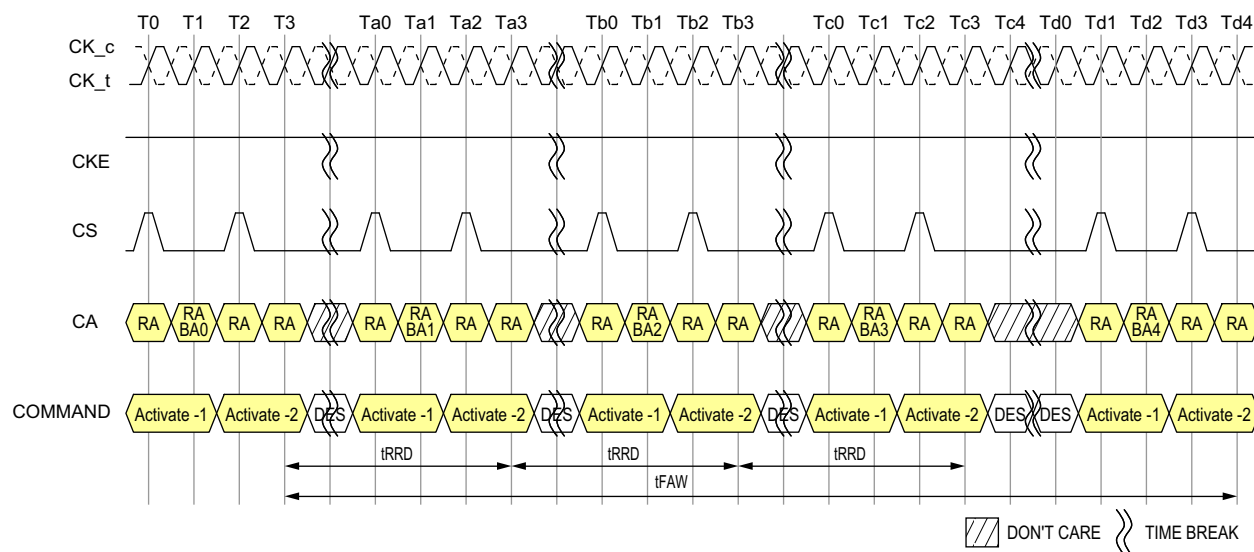 T0 T1 T2 T3 Ta0 Ta1 Ta2 Ta3 Tb0 Tb1 Tb2 Tb3 Tc0 Tc1 Tc2 Tc3 Tc4 Td0 Td1 Td2 Td3 Td4
CK_c
CK_t
CKE
CS
CA RA RA BA0 RA RA RA RA BA1 RA RA RA RA BA2 RA RA RA RA BA3 RA RA RA RA BA4 RA RA
COMMAND Activate -1 Activate -2 DES Activate -1 Activate -2 DES Activate -1 Activate -2 DES Activate -1 Activate -2 DES DES Activate -1 Activate -2
tRRD tRRD tRRD
tFAW
DON'T CARE TIME BREAK